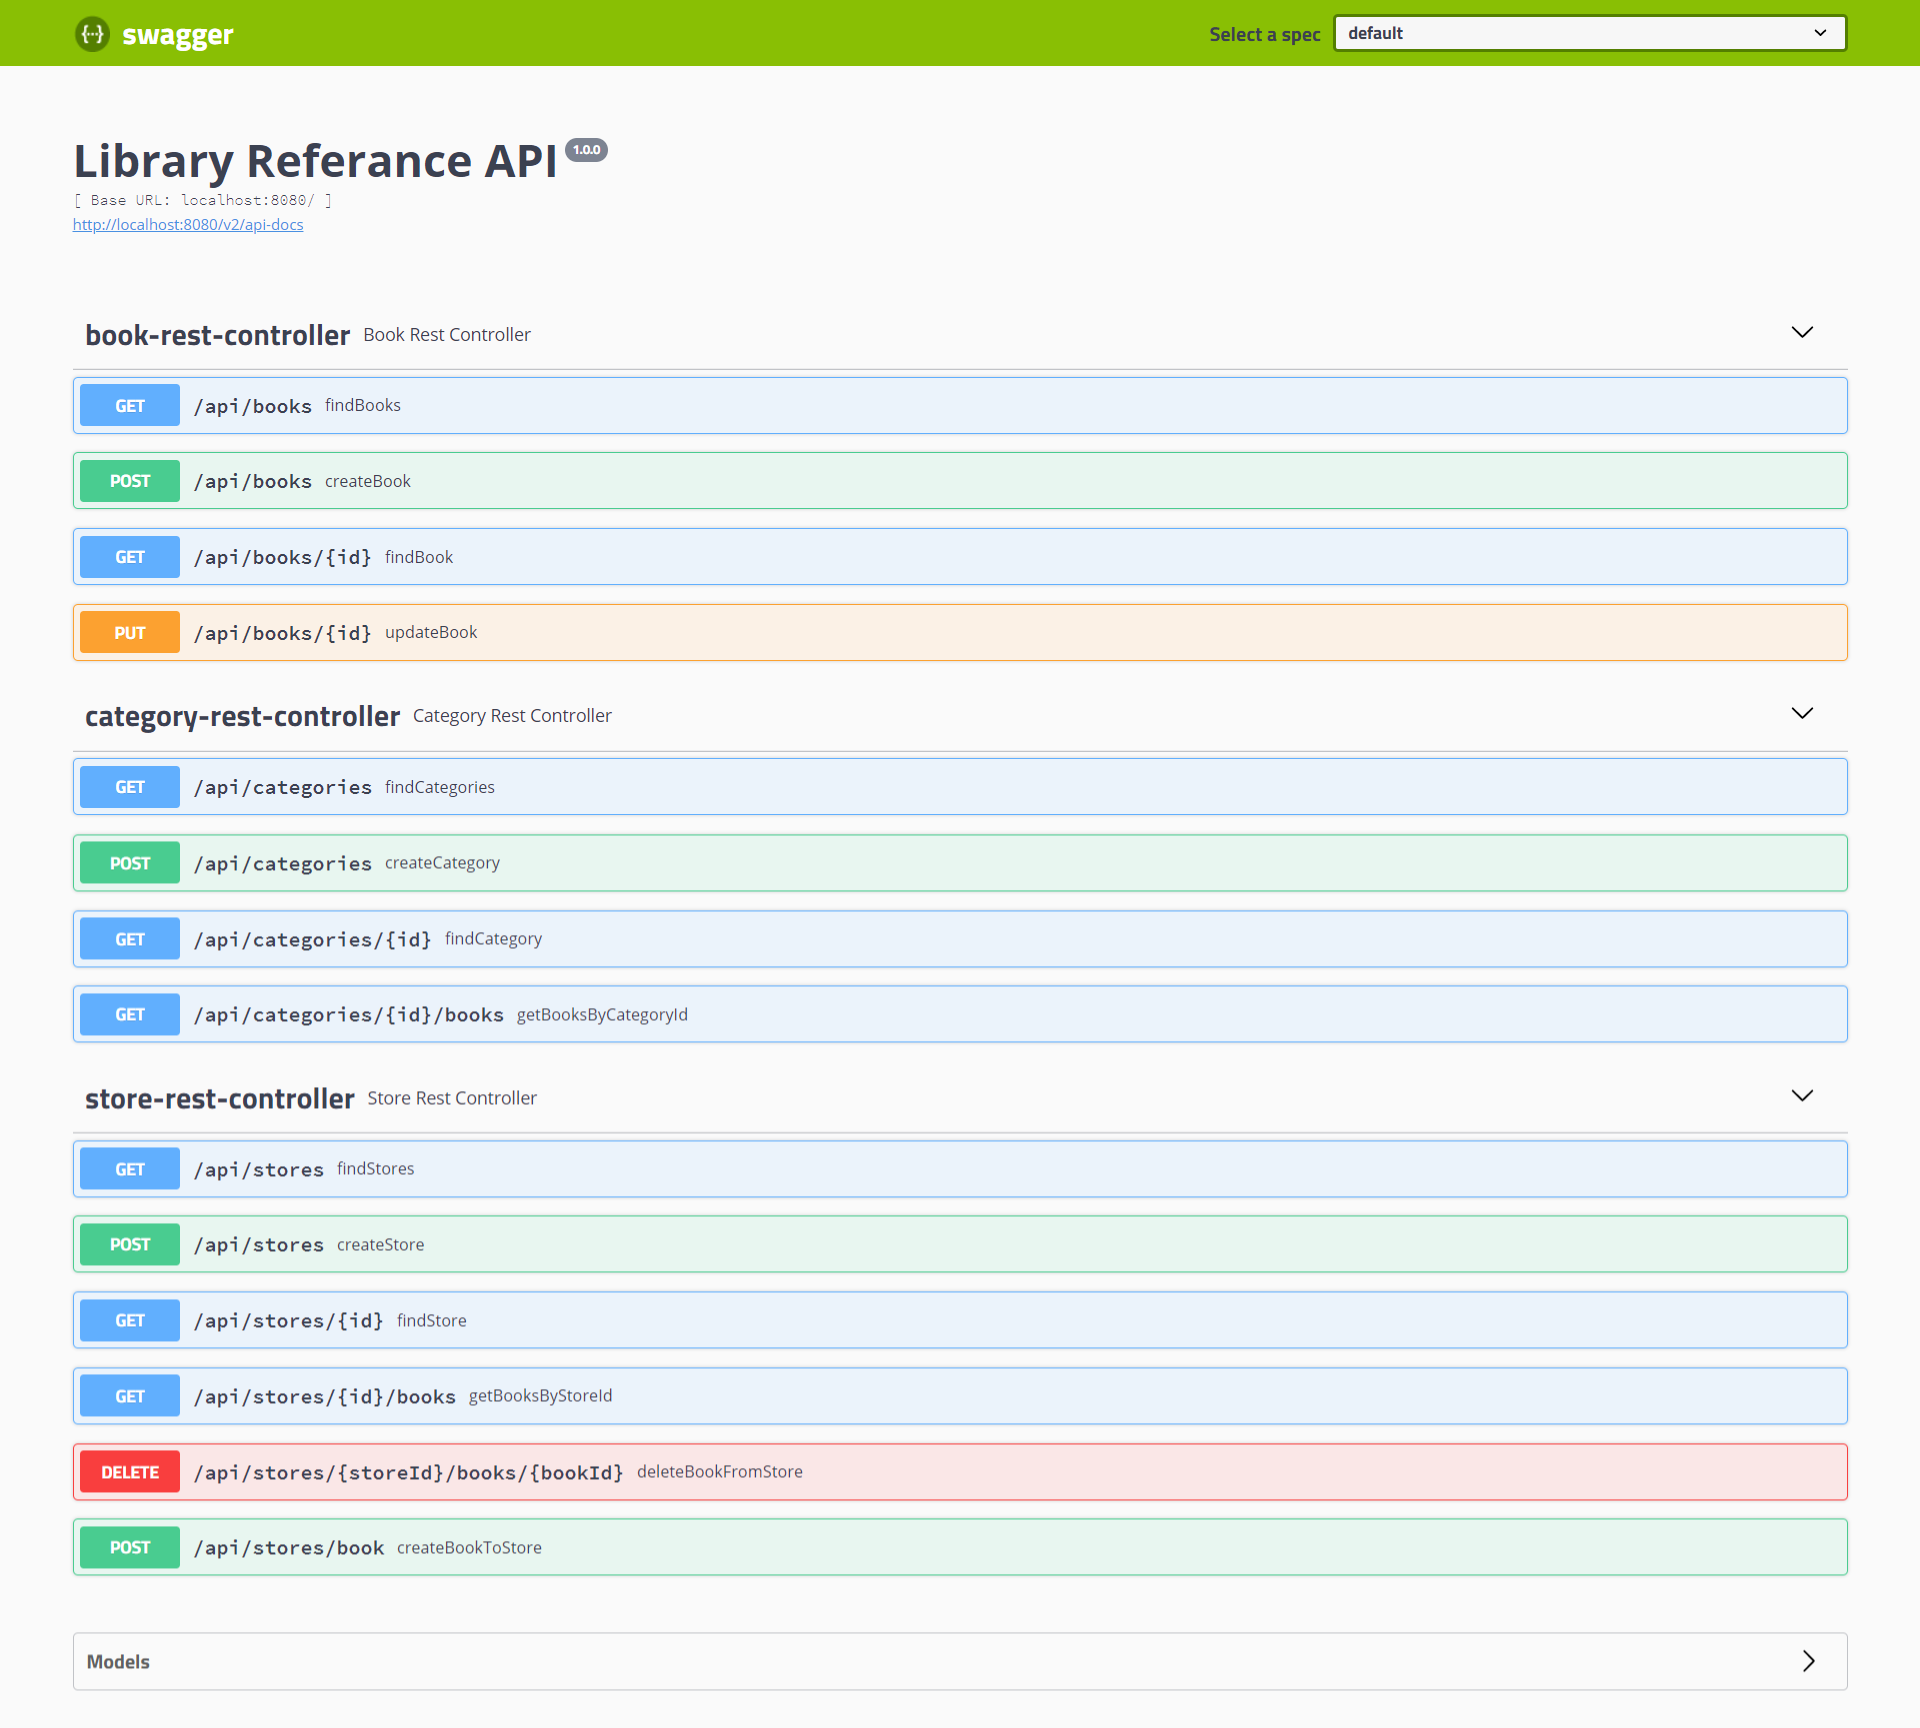 {···} swagger
Select a spec default
Library Referance API 1.0.0
[ Base URL: localhost:8080/ ]
http://localhost:8080/v2/api-docs
book-rest-controller Book Rest Controller
GET /api/books findBooks
POST /api/books createBook
GET /api/books/{id} findBook
PUT /api/books/{id} updateBook
category-rest-controller Category Rest Controller
GET /api/categories findCategories
POST /api/categories createCategory
GET /api/categories/{id} findCategory
GET /api/categories/{id}/books getBooksByCategoryId
store-rest-controller Store Rest Controller
GET /api/stores findStores
POST /api/stores createStore
GET /api/stores/{id} findStore
GET /api/stores/{id}/books getBooksByStoreId
DELETE /api/stores/{storeId}/books/{bookId} deleteBookFromStore
POST /api/stores/book createBookToStore
Models